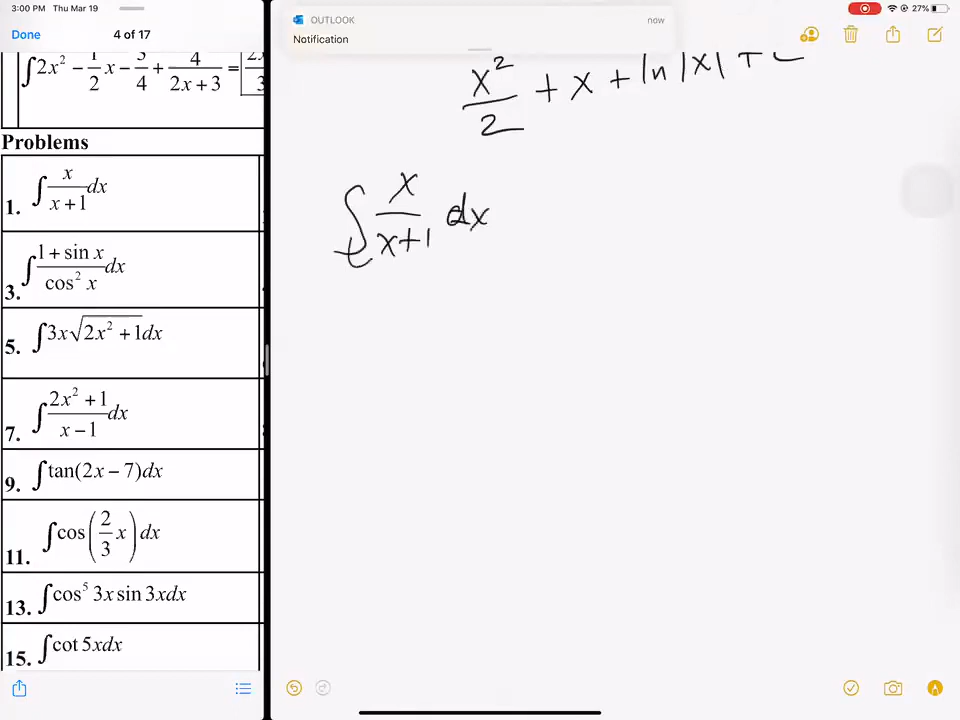 3:00 PM Thu Mar 19
27%
Done
4 of 17
OUTLOOK
now
Notification
∫2x² − 1/2 x − 3/4 + 4/(2x + 3) =
x²/2 + x + ln|x| + C
Problems
1. ∫ x/(x + 1) dx
3. ∫ (1 + sin x)/(cos² x) dx
5. ∫3x√(2x² + 1)dx
7. ∫ (2x² + 1)/(x − 1) dx
9. ∫tan(2x − 7)dx
11. ∫cos(2/3 x)dx
13. ∫cos⁵ 3x sin 3xdx
15. ∫cot 5xdx
∫ x/(x+1) dx